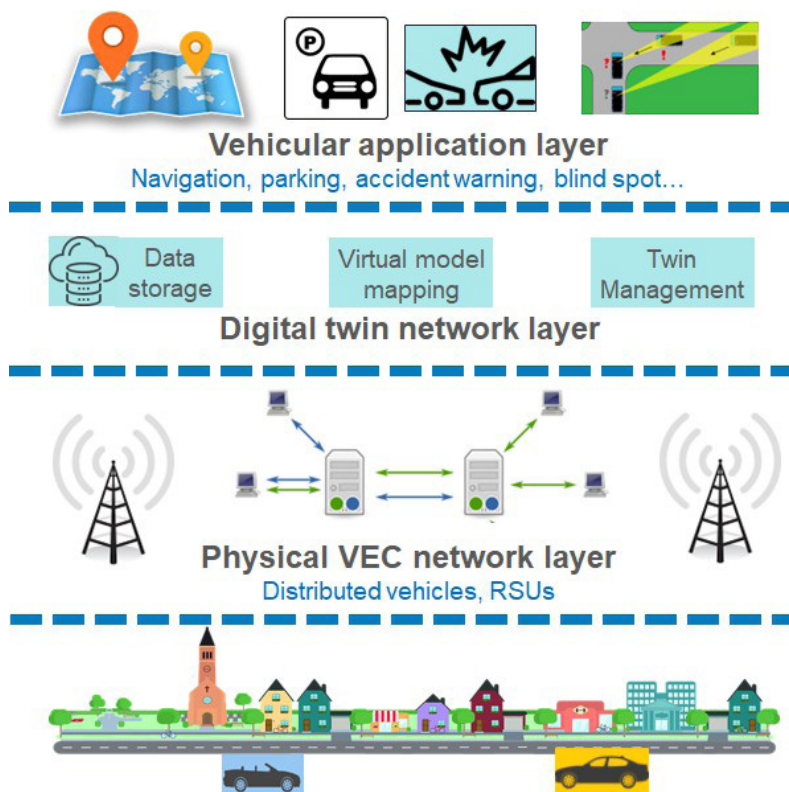 P
Vehicular application layer
Navigation, parking, accident warning, blind spot...
Data
storage
Virtual model
mapping
Twin
Management
Digital twin network layer
Physical VEC network layer
Distributed vehicles, RSUs